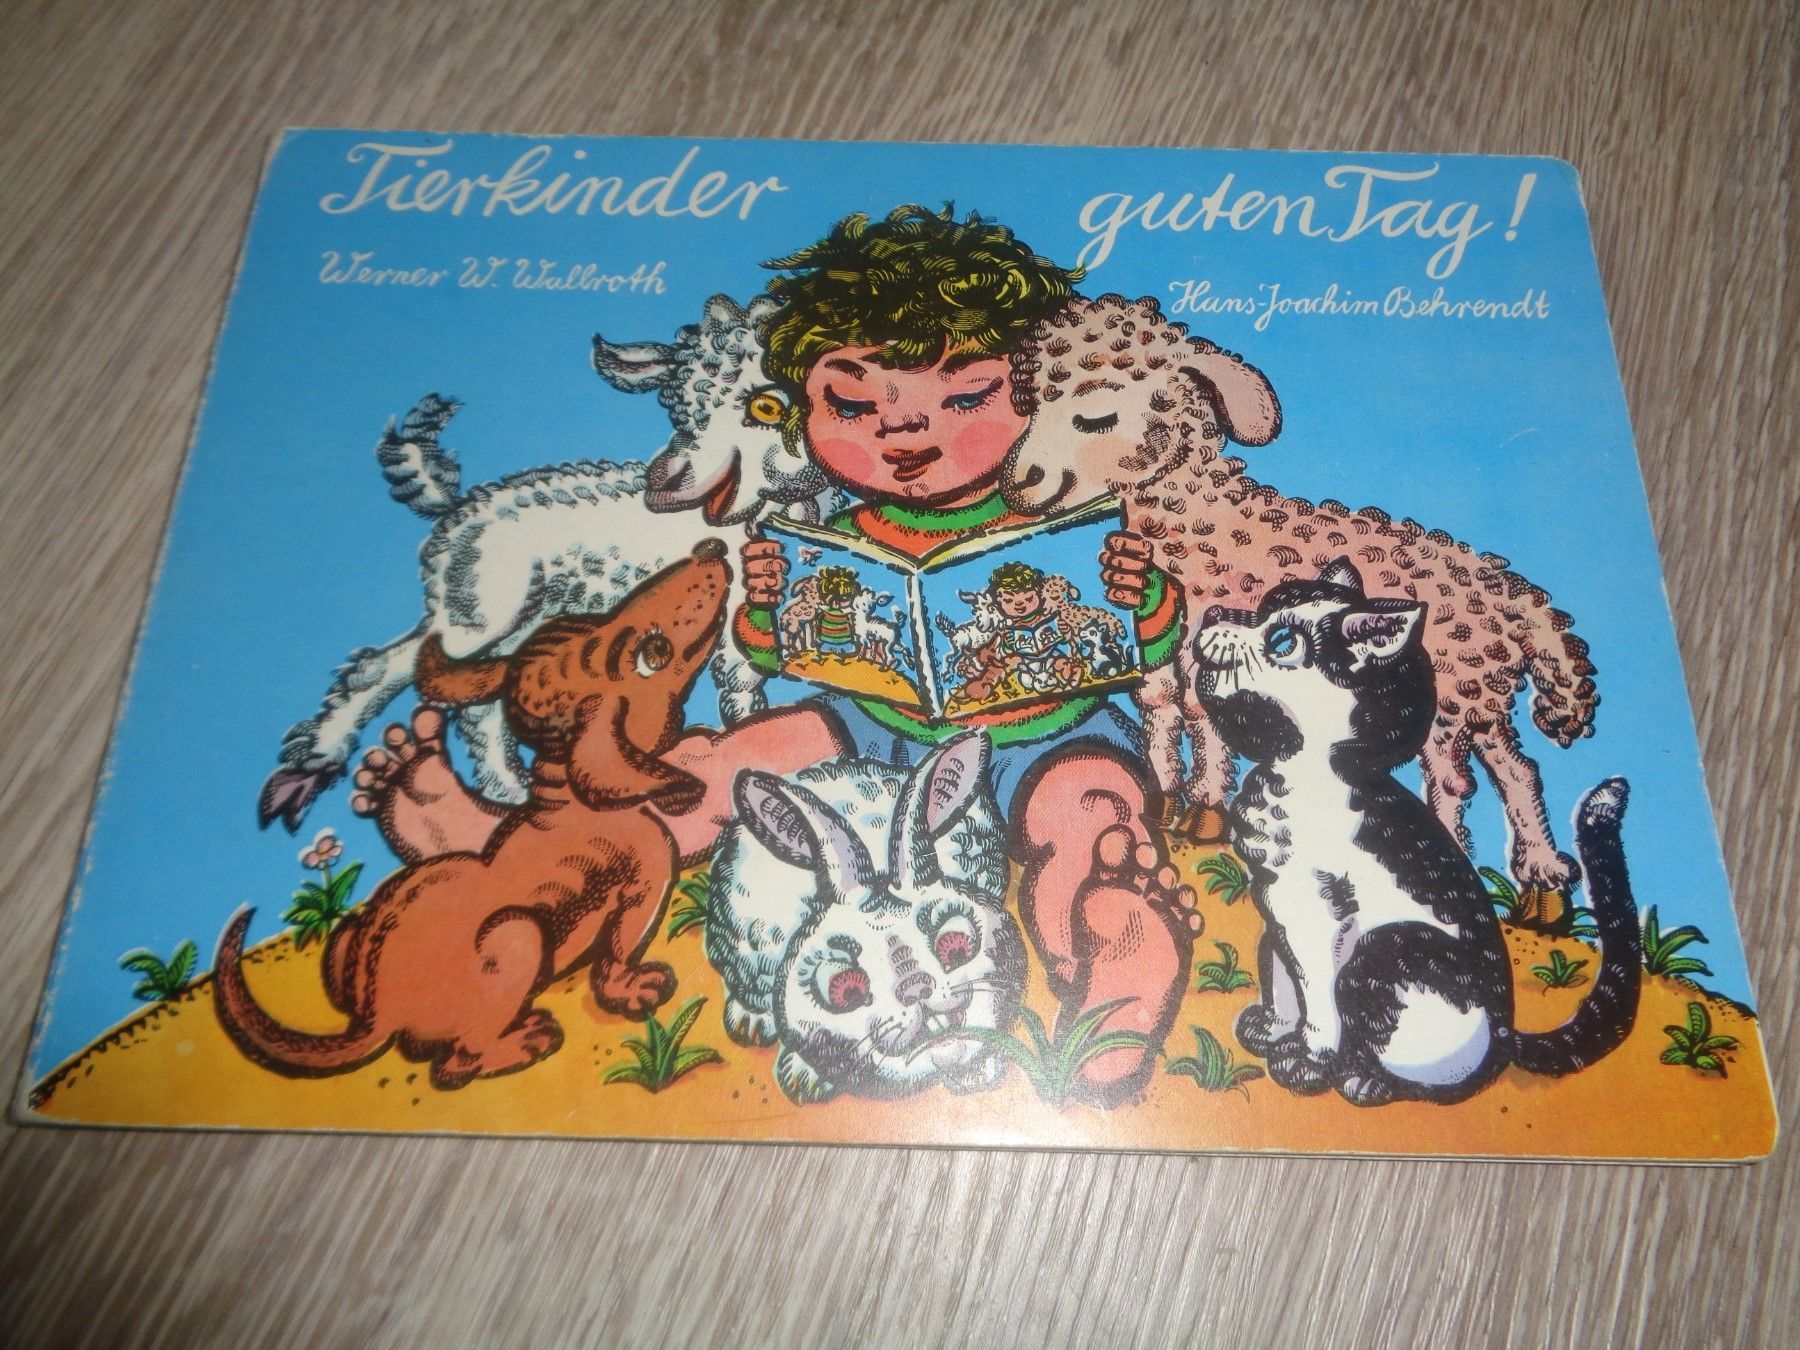 Tierkinder guten Tag!
Werner W. Wallroth
Hans-Joachim Behrendt